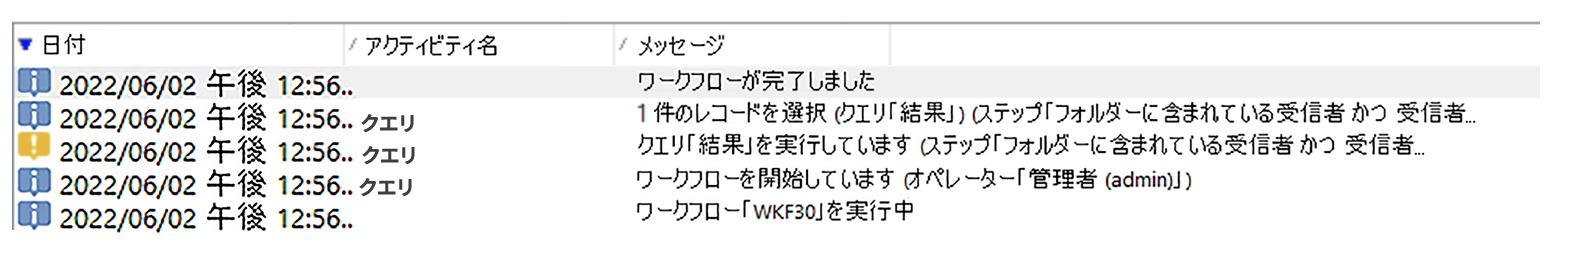 日付 アクティビティ名 メッセージ
2022/06/02 午後 12:56.. ワークフローが完了しました
2022/06/02 午後 12:56.. クエリ 1 件のレコードを選択 (クエリ「結果」) (ステップ「フォルダーに含まれている受信者 かつ 受信者...
2022/06/02 午後 12:56.. クエリ クエリ「結果」を実行しています (ステップ「フォルダーに含まれている受信者 かつ 受信者...
2022/06/02 午後 12:56.. クエリ ワークフローを開始しています (オペレーター「管理者 (admin)」)
2022/06/02 午後 12:56.. ワークフロー「WKF30」を実行中